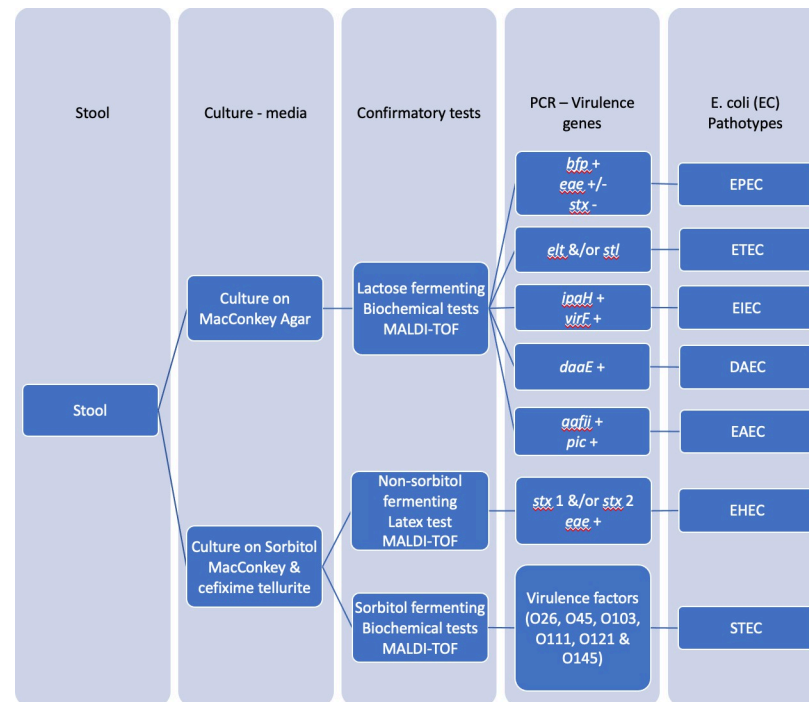 Stool
Culture - media
Confirmatory tests
PCR – Virulence
genes
E. coli (EC)
Pathotypes
Stool
Culture on
MacConkey Agar
Culture on Sorbitol
MacConkey &
cefixime tellurite
Lactose fermenting
Biochemical tests
MALDI-TOF
Non-sorbitol
fermenting
Latex test
MALDI-TOF
Sorbitol fermenting
Biochemical tests
MALDI-TOF
bfp +
eae +/-
stx -
elt &/or stl
ipaH +
virF +
daaE +
aafii +
pic +
stx 1 &/or stx 2
eae +
Virulence factors
(O26, O45, O103,
O111, O121 &
O145)
EPEC
ETEC
EIEC
DAEC
EAEC
EHEC
STEC